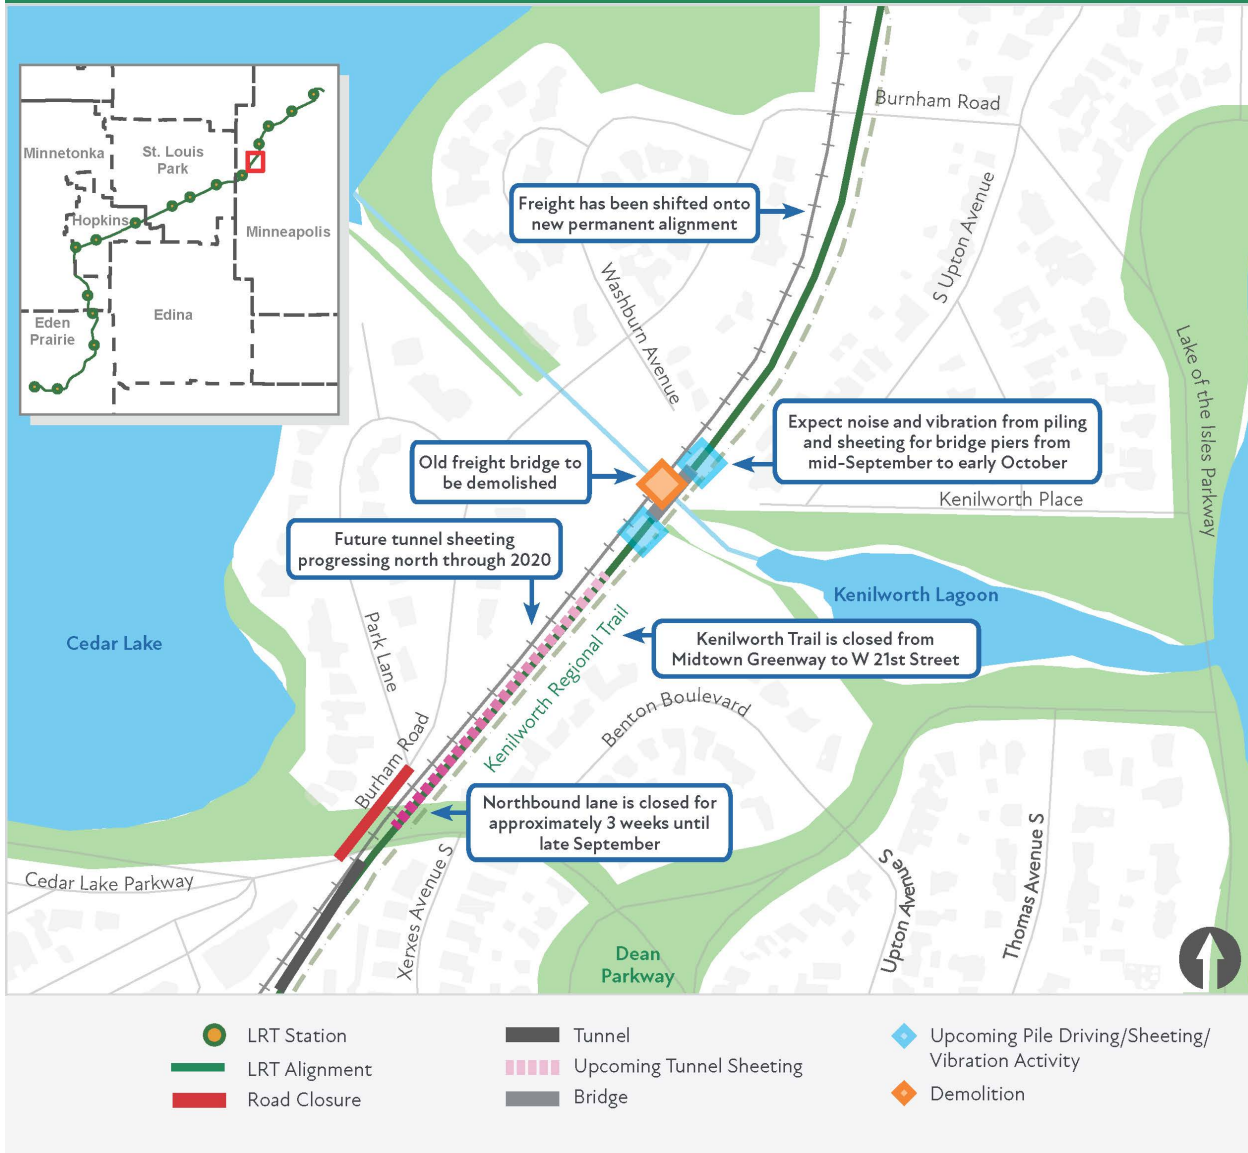 Minnetonka
St. Louis
Park
Hopkins
Minneapolis
Eden
Prairie
Edina
Burnham Road
Freight has been shifted onto
new permanent alignment
S Upton Avenue
Washburn Avenue
Lake of the Isles Parkway
Expect noise and vibration from piling
and sheeting for bridge piers from
mid-September to early October
Old freight bridge to
be demolished
Kenilworth Place
Future tunnel sheeting
progressing north through 2020
Kenilworth Lagoon
Cedar Lake
Park Lane
Kenilworth Regional Trail
Kenilworth Trail is closed from
Midtown Greenway to W 21st Street
Benton Boulevard
Burham Road
Northbound lane is closed for
approximately 3 weeks until
late September
Cedar Lake Parkway
Xerxes Avenue S
Upton Avenue S
Thomas Avenue S
Dean
Parkway
LRT Station
LRT Alignment
Road Closure
Tunnel
Upcoming Tunnel Sheeting
Bridge
Upcoming Pile Driving/Sheeting/
Vibration Activity
Demolition